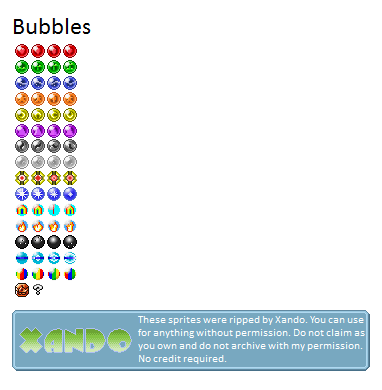 Bubbles
?
XANDO
These sprites were ripped by Xando. You can use
for anything without permission. Do not claim as
you own and do not archive with my permission.
No credit required.